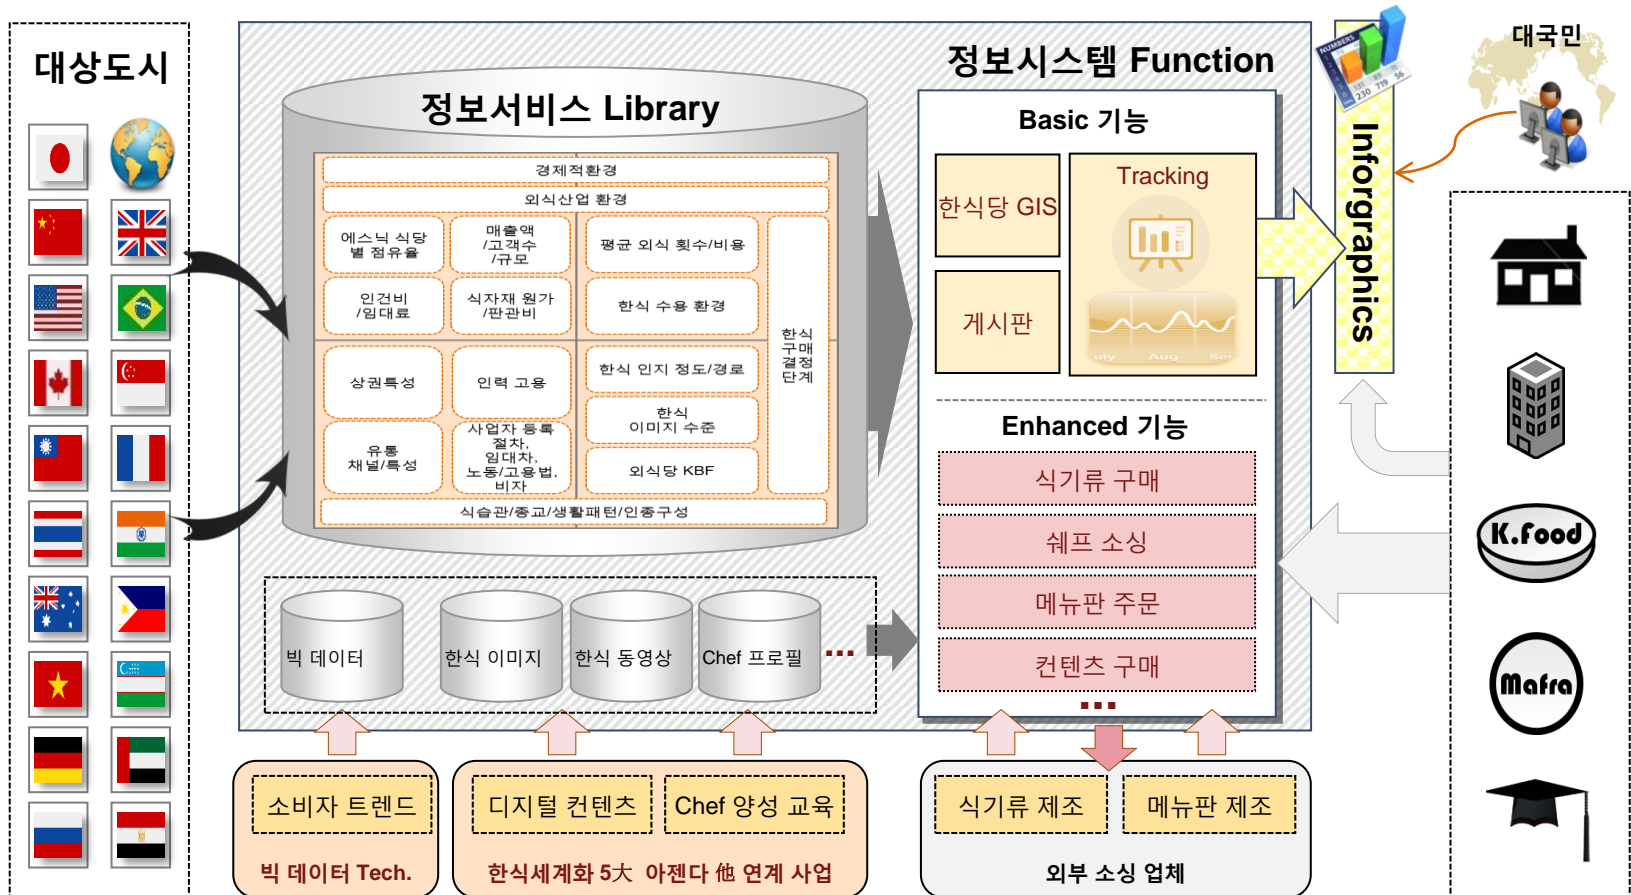 대상도시
정보서비스 Library
경제적환경
외식산업 환경
에스닉 식당
별 점유율
매출액
/고객수
/규모
평균 외식 횟수/비용
인건비
/임대료
식자재 원가
/판관비
한식 수용 환경
한식
구매
결정
단계
상권특성
인력 고용
한식 인지 정도/경로
한식
이미지 수준
유통
채널/특성
사업자 등록
절차,
임대차,
노동/고용법,
비자
외식당 KBF
식습관/종교/생활패턴/인종구성
빅 데이터
한식 이미지
한식 동영상
Chef 프로필
...
소비자 트렌드
빅 데이터 Tech.
디지털 컨텐츠
Chef 양성 교육
한식세계화 5大 아젠다 他 연계 사업
정보시스템 Function
Basic 기능
한식당 GIS
게시판
Tracking
July
Aug
Se
Enhanced 기능
식기류 구매
쉐프 소싱
메뉴판 주문
컨텐츠 구매
...
식기류 제조
메뉴판 제조
외부 소싱 업체
NUMBERS
230 719 56
Inforgraphics
대국민
K.Food
Mafra